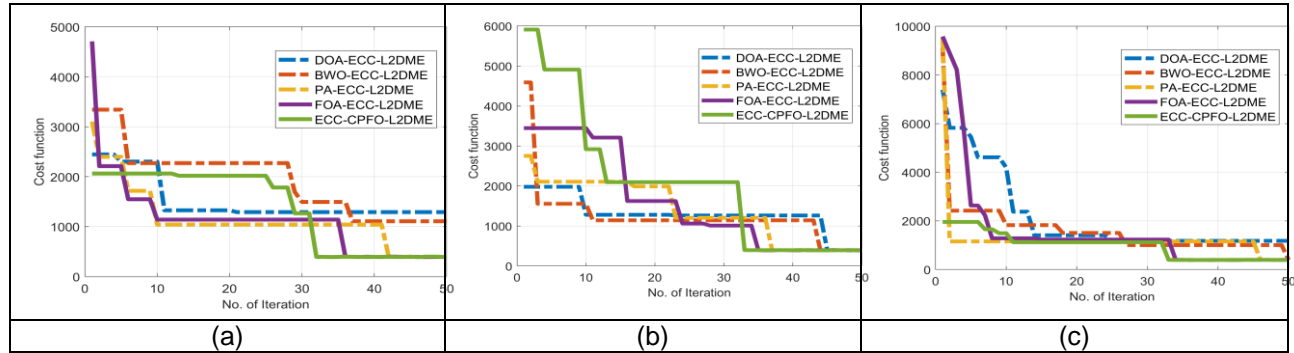 5000
4000
3000
2000
1000
0
Cost function
0 10 20 30 40 50
No. of Iteration
DOA-ECC-L2DME
BWO-ECC-L2DME
PA-ECC-L2DME
FOA-ECC-L2DME
ECC-CPFO-L2DME
6000
5000
4000
3000
2000
1000
0
Cost function
0 10 20 30 40 50
No. of Iteration
DOA-ECC-L2DME
BWO-ECC-L2DME
PA-ECC-L2DME
FOA-ECC-L2DME
ECC-CPFO-L2DME
10000
8000
6000
4000
2000
0
Cost function
0 10 20 30 40 50
No. of Iteration
DOA-ECC-L2DME
BWO-ECC-L2DME
PA-ECC-L2DME
FOA-ECC-L2DME
ECC-CPFO-L2DME
(a) (b) (c)